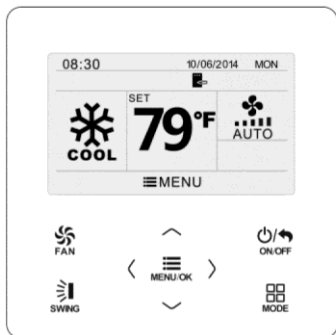 08:30 10/06/2014 MON
SET
79°F
COOL
AUTO
MENU
FAN
MENU/OK
ON/OFF
SWING
MODE